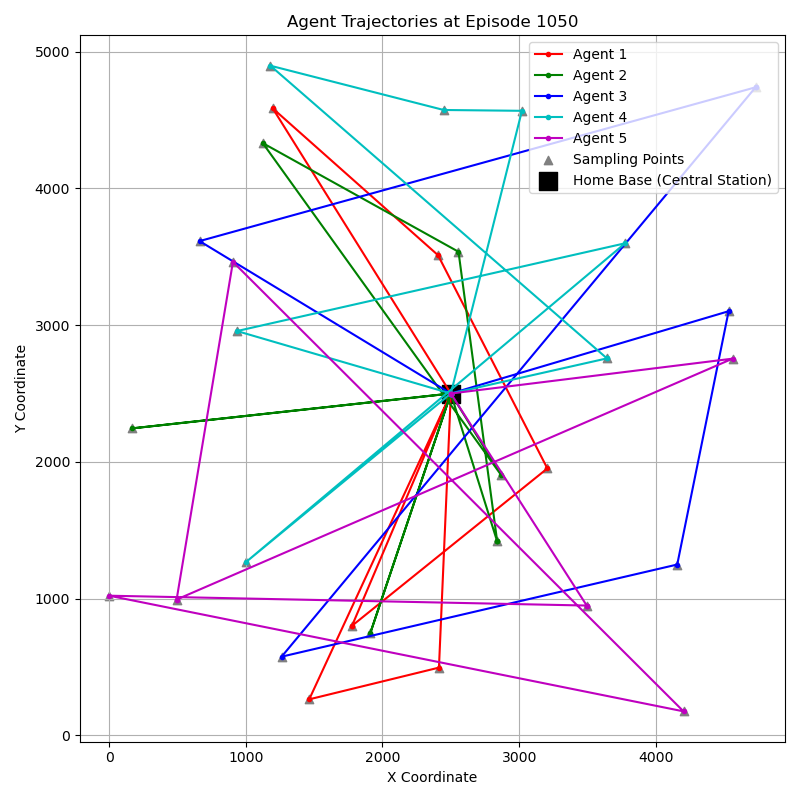 Agent Trajectories at Episode 1050
5000
4000
3000
2000
1000
0
Y Coordinate
0 1000 2000 3000 4000
X Coordinate
Agent 1
Agent 2
Agent 3
Agent 4
Agent 5
Sampling Points
Home Base (Central Station)